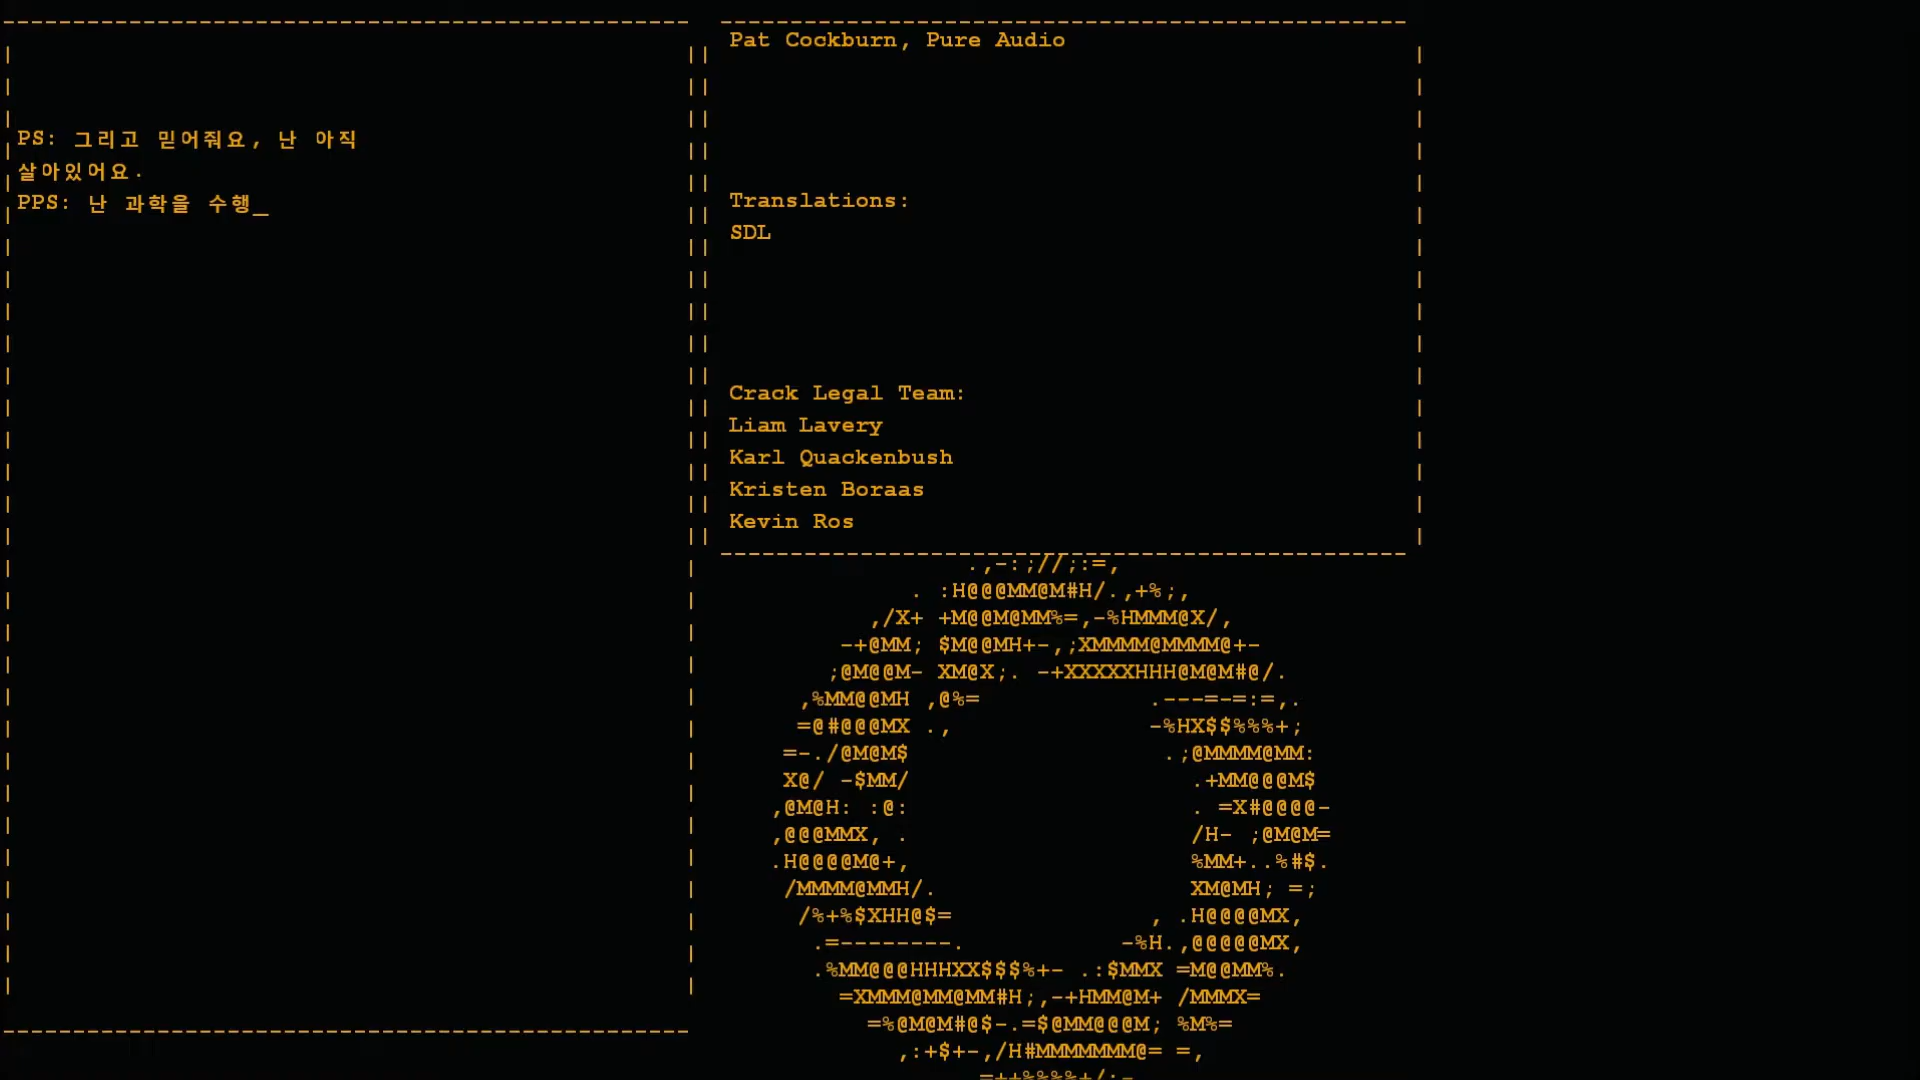 PS: 그리고 믿어줘요, 난 아직
살아있어요.
PPS: 난 과학을 수행_
Pat Cockburn, Pure Audio
Translations:
SDL
Crack Legal Team:
Liam Lavery
Karl Quackenbush
Kristen Boraas
Kevin Ros